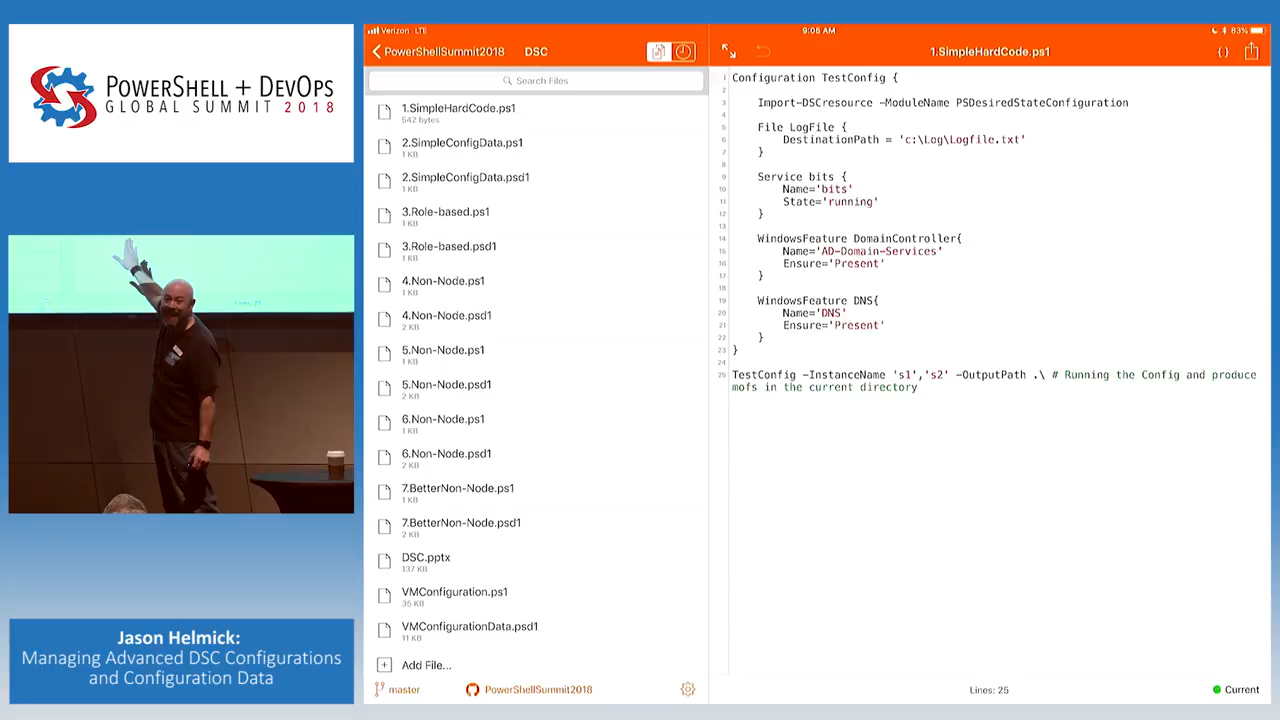 POWERSHELL + DEVOPS
GLOBAL SUMMIT 2018
Jason Helmick:
Managing Advanced DSC Configurations
and Configuration Data
Verizon LTE
PowerShellSummit2018
DSC
Search Files
1.SimpleHardCode.ps1
542 bytes
2.SimpleConfigData.ps1
1 KB
2.SimpleConfigData.psd1
1 KB
3.Role-based.ps1
1 KB
3.Role-based.psd1
1 KB
4.Non-Node.ps1
1 KB
4.Non-Node.psd1
2 KB
5.Non-Node.ps1
1 KB
5.Non-Node.psd1
2 KB
6.Non-Node.ps1
1 KB
6.Non-Node.psd1
2 KB
7.BetterNon-Node.ps1
1 KB
7.BetterNon-Node.psd1
2 KB
DSC.pptx
137 KB
VMConfiguration.ps1
35 KB
VMConfigurationData.psd1
11 KB
Add File...
master
PowerShellSummit2018
9:05 AM
83%
1.SimpleHardCode.ps1
{ }
1 Configuration TestConfig {
2
3 Import-DSCresource -ModuleName PSDesiredStateConfiguration
4
5 File LogFile {
6 DestinationPath = 'c:\Log\Logfile.txt'
7 }
8
9 Service bits {
10 Name='bits'
11 State='running'
12 }
13
14 WindowsFeature DomainController{
15 Name='AD-Domain-Services'
16 Ensure='Present'
17 }
18
19 WindowsFeature DNS{
20 Name='DNS'
21 Ensure='Present'
22 }
23 }
24
25 TestConfig -InstanceName 's1','s2' -OutputPath .\ # Running the Config and produce
mofs in the current directory
Lines: 25
Current
Lines: 25